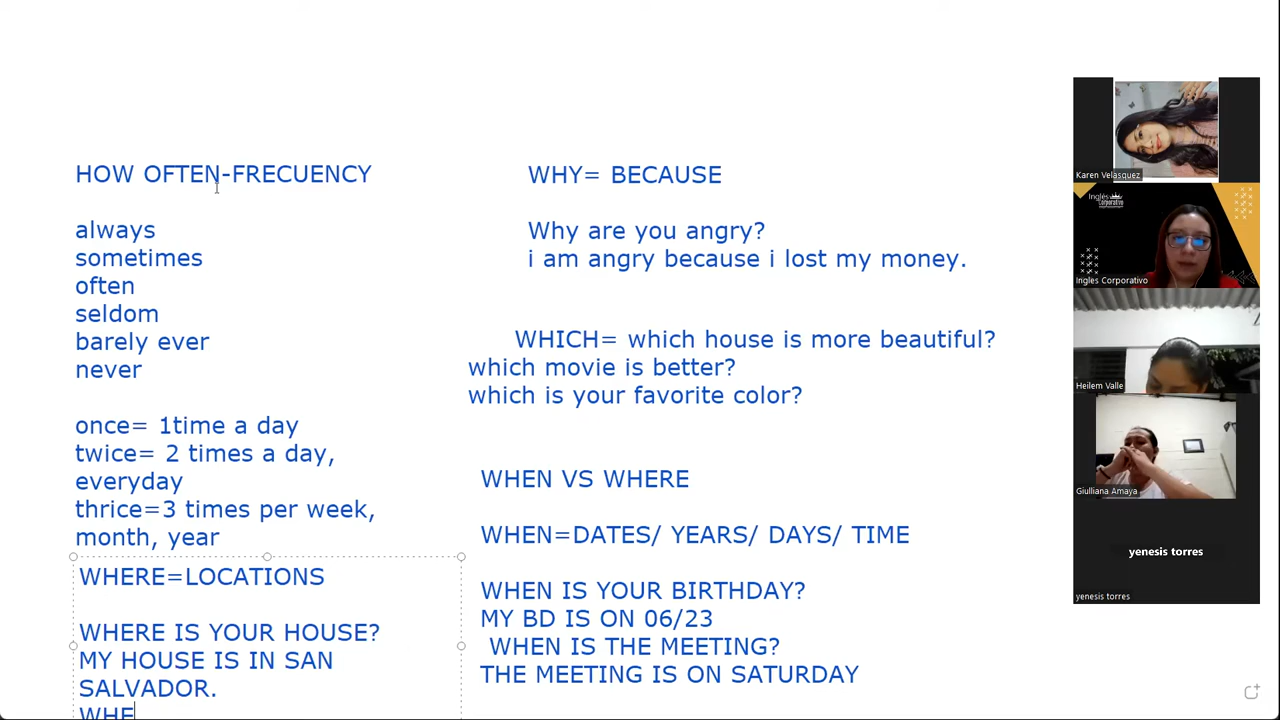 HOW OFTEN-FRECUENCY
always
sometimes
often
seldom
barely ever
never
once= 1time a day
twice= 2 times a day,
everyday
thrice=3 times per week,
month, year
WHERE=LOCATIONS
WHERE IS YOUR HOUSE?
MY HOUSE IS IN SAN
SALVADOR.
WHE
WHY= BECAUSE
Why are you angry?
i am angry because i lost my money.
WHICH= which house is more beautiful?
which movie is better?
which is your favorite color?
WHEN VS WHERE
WHEN=DATES/ YEARS/ DAYS/ TIME
WHEN IS YOUR BIRTHDAY?
MY BD IS ON 06/23
WHEN IS THE MEETING?
THE MEETING IS ON SATURDAY
Karen Velasquez
Inglés
Corporativo
Ingles Corporativo
Heilem Valle
Giulliana Amaya
yenesis torres
yenesis torres